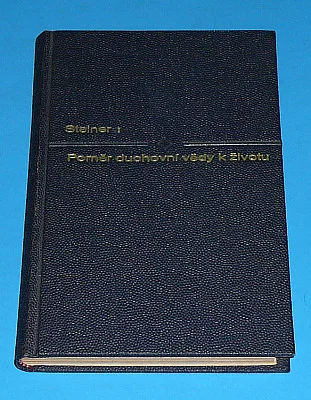 Steiner :
Poměr duchovní vědy k životu